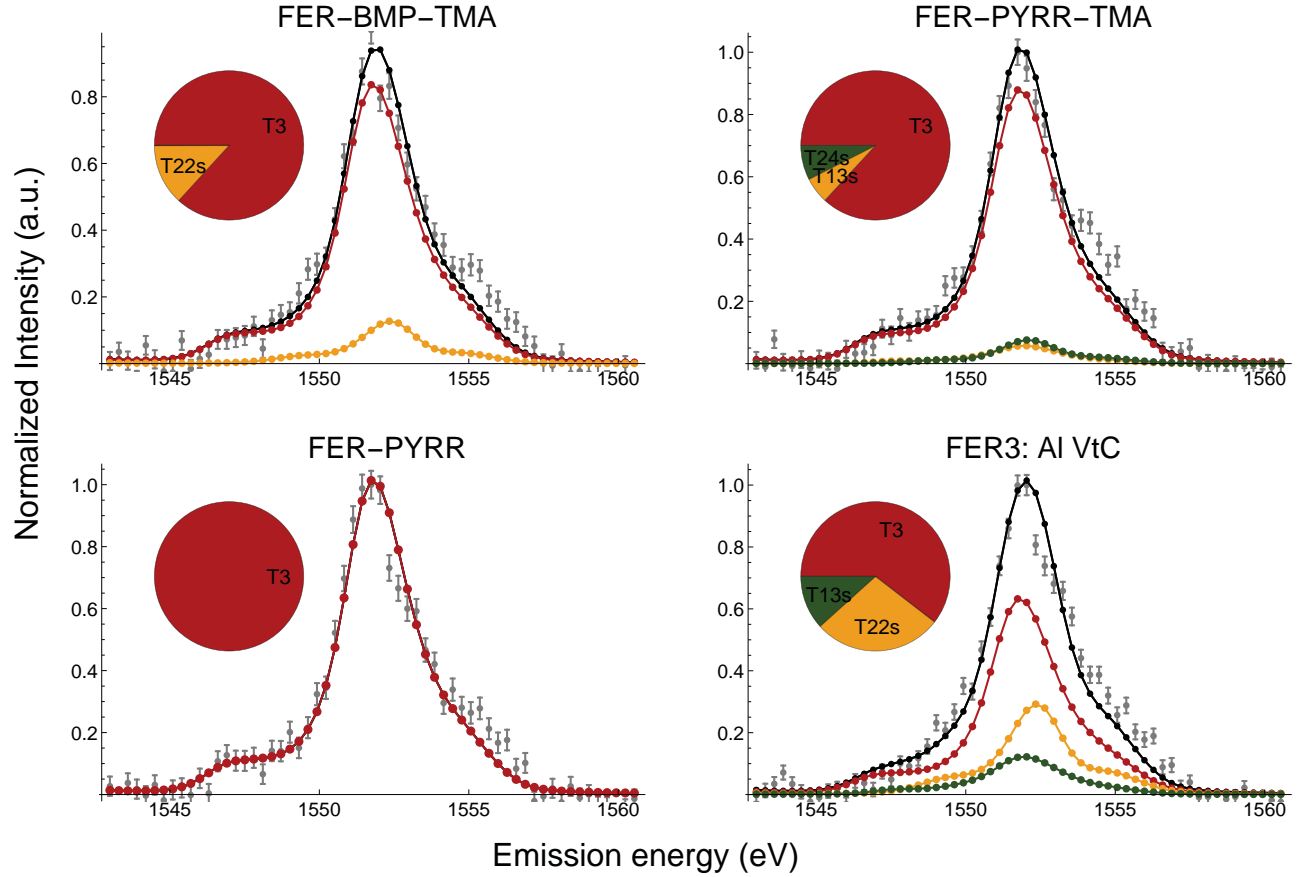 FER−BMP−TMA
FER−PYRR−TMA
Normalized Intensity (a.u.)
0.8
0.6
0.4
0.2
T3
T22s
1545
1550
1555
1560
1.0
0.8
0.6
0.4
0.2
T3
T24s
T13s
1545
1550
1555
1560
FER−PYRR
FER3: Al VtC
1.0
0.8
0.6
0.4
0.2
T3
1545
1550
1555
1560
1.0
0.8
0.6
0.4
0.2
T3
T13s
T22s
1545
1550
1555
1560
Emission energy (eV)